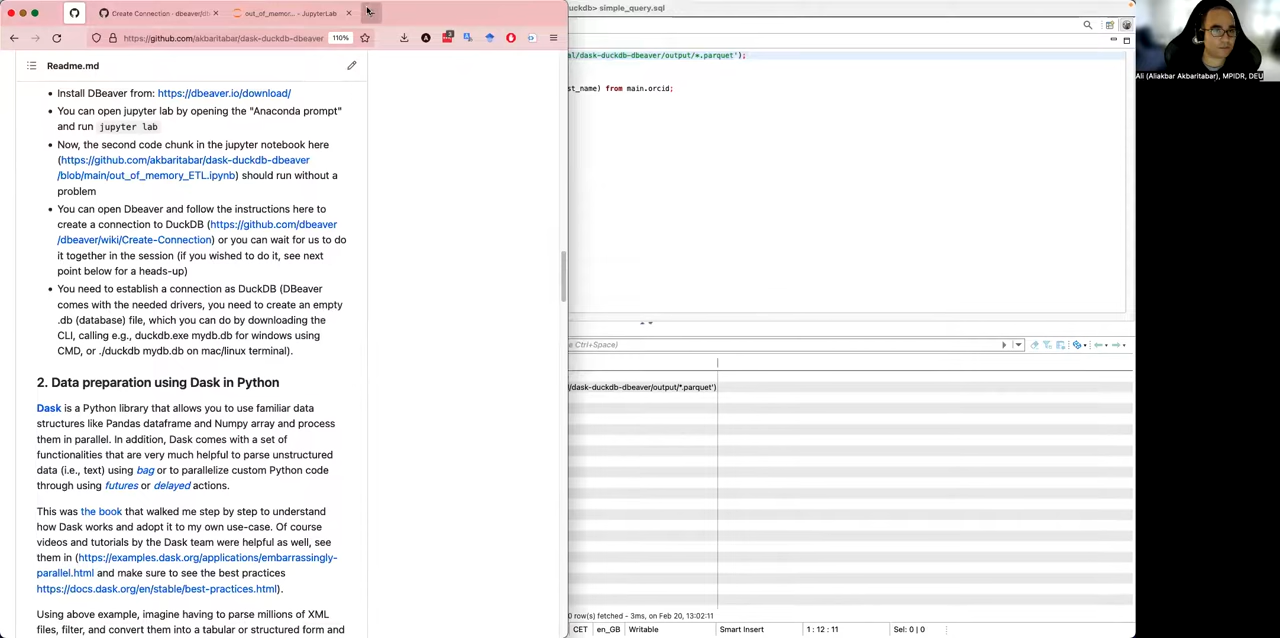 Create Connection · dbeaver/db
out_of_memor... - JupyterLab
https://github.com/akbaritabar/dask-duckdb-dbeaver
110%
Readme.md
Install DBeaver from: https://dbeaver.io/download/
You can open jupyter lab by opening the "Anaconda prompt"
and run jupyter lab
Now, the second code chunk in the jupyter notebook here
(https://github.com/akbaritabar/dask-duckdb-dbeaver
/blob/main/out_of_memory_ETL.ipynb) should run without a
problem
You can open Dbeaver and follow the instructions here to
create a connection to DuckDB (https://github.com/dbeaver
/dbeaver/wiki/Create-Connection) or you can wait for us to do
it together in the session (if you wished to do it, see next
point below for a heads-up)
You need to establish a connection as DuckDB (DBeaver
comes with the needed drivers, you need to create an empty
.db (database) file, which you can do by downloading the
CLI, calling e.g., duckdb.exe mydb.db for windows using
CMD, or ./duckdb mydb.db on mac/linux terminal).
2. Data preparation using Dask in Python
Dask is a Python library that allows you to use familiar data
structures like Pandas dataframe and Numpy array and process
them in parallel. In addition, Dask comes with a set of
functionalities that are very much helpful to parse unstructured
data (i.e., text) using bag or to parallelize custom Python code
through using futures or delayed actions.
This was the book that walked me step by step to understand
how Dask works and adopt it to my own use-case. Of course
videos and tutorials by the Dask team were helpful as well, see
them in (https://examples.dask.org/applications/embarrassingly-
parallel.html and make sure to see the best practices
https://docs.dask.org/en/stable/best-practices.html).
Using above example, imagine having to parse millions of XML
files, filter, and convert them into a tabular or structured form and
uckdb> simple_query.sql
al/dask-duckdb-dbeaver/output/*.parquet');
st_name) from main.orcid;
e Ctrl+Space)
l/dask-duckdb-dbeaver/output/*.parquet')
0 row(s) fetched - 3ms, on Feb 20, 13:02:11
CET
en_GB
Writable
Smart Insert
1 : 12 : 11
Sel: 0 | 0
Ali (Aliakbar Akbaritabar), MPIDR, DEU